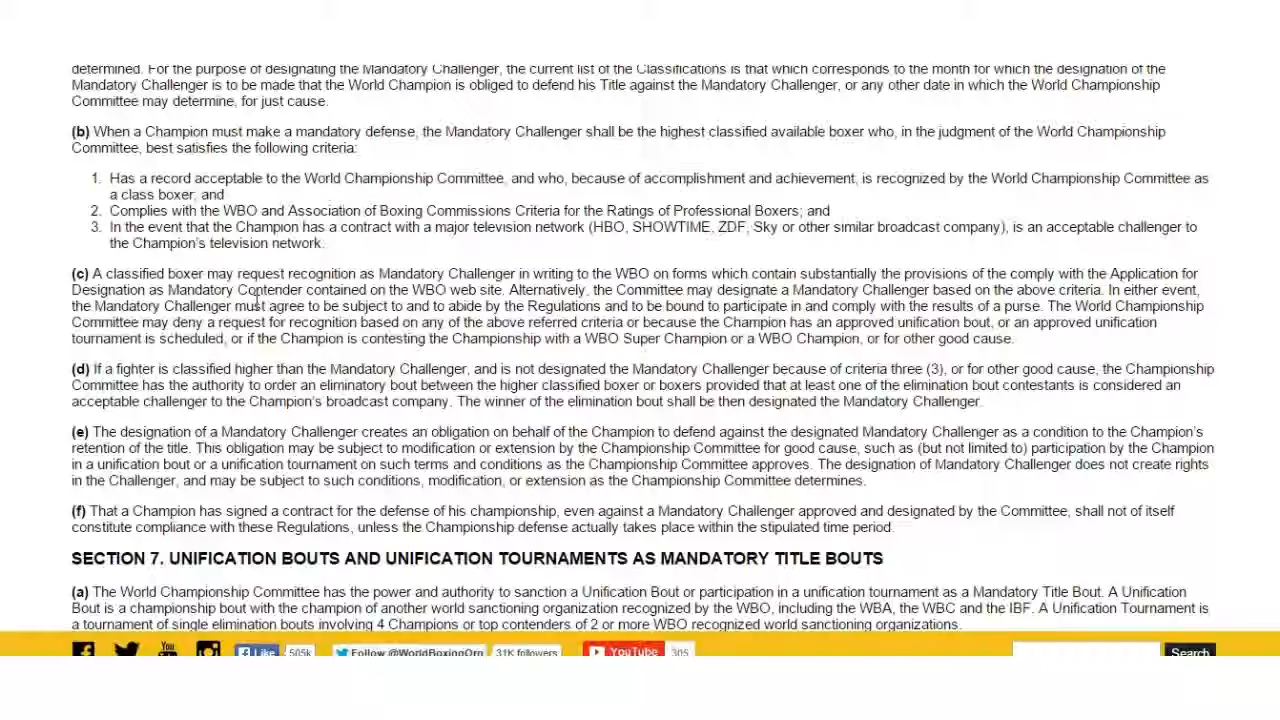 determined. For the purpose of designating the Mandatory Challenger, the current list of the Classifications is that which corresponds to the month for which the designation of the
Mandatory Challenger is to be made that the World Champion is obliged to defend his Title against the Mandatory Challenger, or any other date in which the World Championship
Committee may determine, for just cause.
(b) When a Champion must make a mandatory defense, the Mandatory Challenger shall be the highest classified available boxer who, in the judgment of the World Championship
Committee, best satisfies the following criteria:
1. Has a record acceptable to the World Championship Committee, and who, because of accomplishment and achievement, is recognized by the World Championship Committee as
a class boxer; and
2. Complies with the WBO and Association of Boxing Commissions Criteria for the Ratings of Professional Boxers; and
3. In the event that the Champion has a contract with a major television network (HBO, SHOWTIME, ZDF, Sky or other similar broadcast company), is an acceptable challenger to
the Champion's television network.
(c) A classified boxer may request recognition as Mandatory Challenger in writing to the WBO on forms which contain substantially the provisions of the comply with the Application for
Designation as Mandatory Contender contained on the WBO web site. Alternatively, the Committee may designate a Mandatory Challenger based on the above criteria. In either event,
the Mandatory Challenger must agree to be subject to and to abide by the Regulations and to be bound to participate in and comply with the results of a purse. The World Championship
Committee may deny a request for recognition based on any of the above referred criteria or because the Champion has an approved unification bout, or an approved unification
tournament is scheduled, or if the Champion is contesting the Championship with a WBO Super Champion or a WBO Champion, or for other good cause.
(d) If a fighter is classified higher than the Mandatory Challenger, and is not designated the Mandatory Challenger because of criteria three (3), or for other good cause, the Championship
Committee has the authority to order an eliminatory bout between the higher classified boxer or boxers provided that at least one of the elimination bout contestants is considered an
acceptable challenger to the Champion's broadcast company. The winner of the elimination bout shall be then designated the Mandatory Challenger.
(e) The designation of a Mandatory Challenger creates an obligation on behalf of the Champion to defend against the designated Mandatory Challenger as a condition to the Champion's
retention of the title. This obligation may be subject to modification or extension by the Championship Committee for good cause, such as (but not limited to) participation by the Champion
in a unification bout or a unification tournament on such terms and conditions as the Championship Committee approves. The designation of Mandatory Challenger does not create rights
in the Challenger, and may be subject to such conditions, modification, or extension as the Championship Committee determines.
(f) That a Champion has signed a contract for the defense of his championship, even against a Mandatory Challenger approved and designated by the Committee, shall not of itself
constitute compliance with these Regulations, unless the Championship defense actually takes place within the stipulated time period.
SECTION 7. UNIFICATION BOUTS AND UNIFICATION TOURNAMENTS AS MANDATORY TITLE BOUTS
(a) The World Championship Committee has the power and authority to sanction a Unification Bout or participation in a unification tournament as a Mandatory Title Bout. A Unification
Bout is a championship bout with the champion of another world sanctioning organization recognized by the WBO, including the WBA, the WBC and the IBF. A Unification Tournament is
a tournament of single elimination bouts involving 4 Champions or top contenders of 2 or more WBO recognized world sanctioning organizations.
You Like 505k Follow @WorldBoxingOrg 31K followers YouTube 305 Search